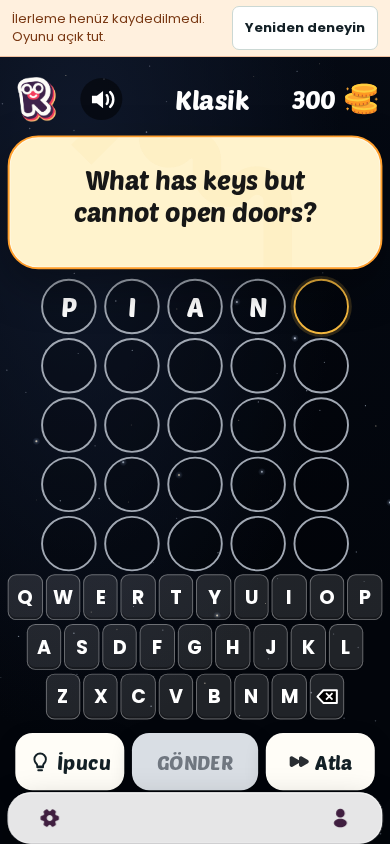 İlerleme henüz kaydedilmedi.
Oyunu açık tut.
Yeniden deneyin
R
Klasik
300
What has keys but
cannot open doors?
P I A N
Q W E R T Y U I O P
A S D F G H J K L
Z X C V B N M
İpucu
GÖNDER
Atla